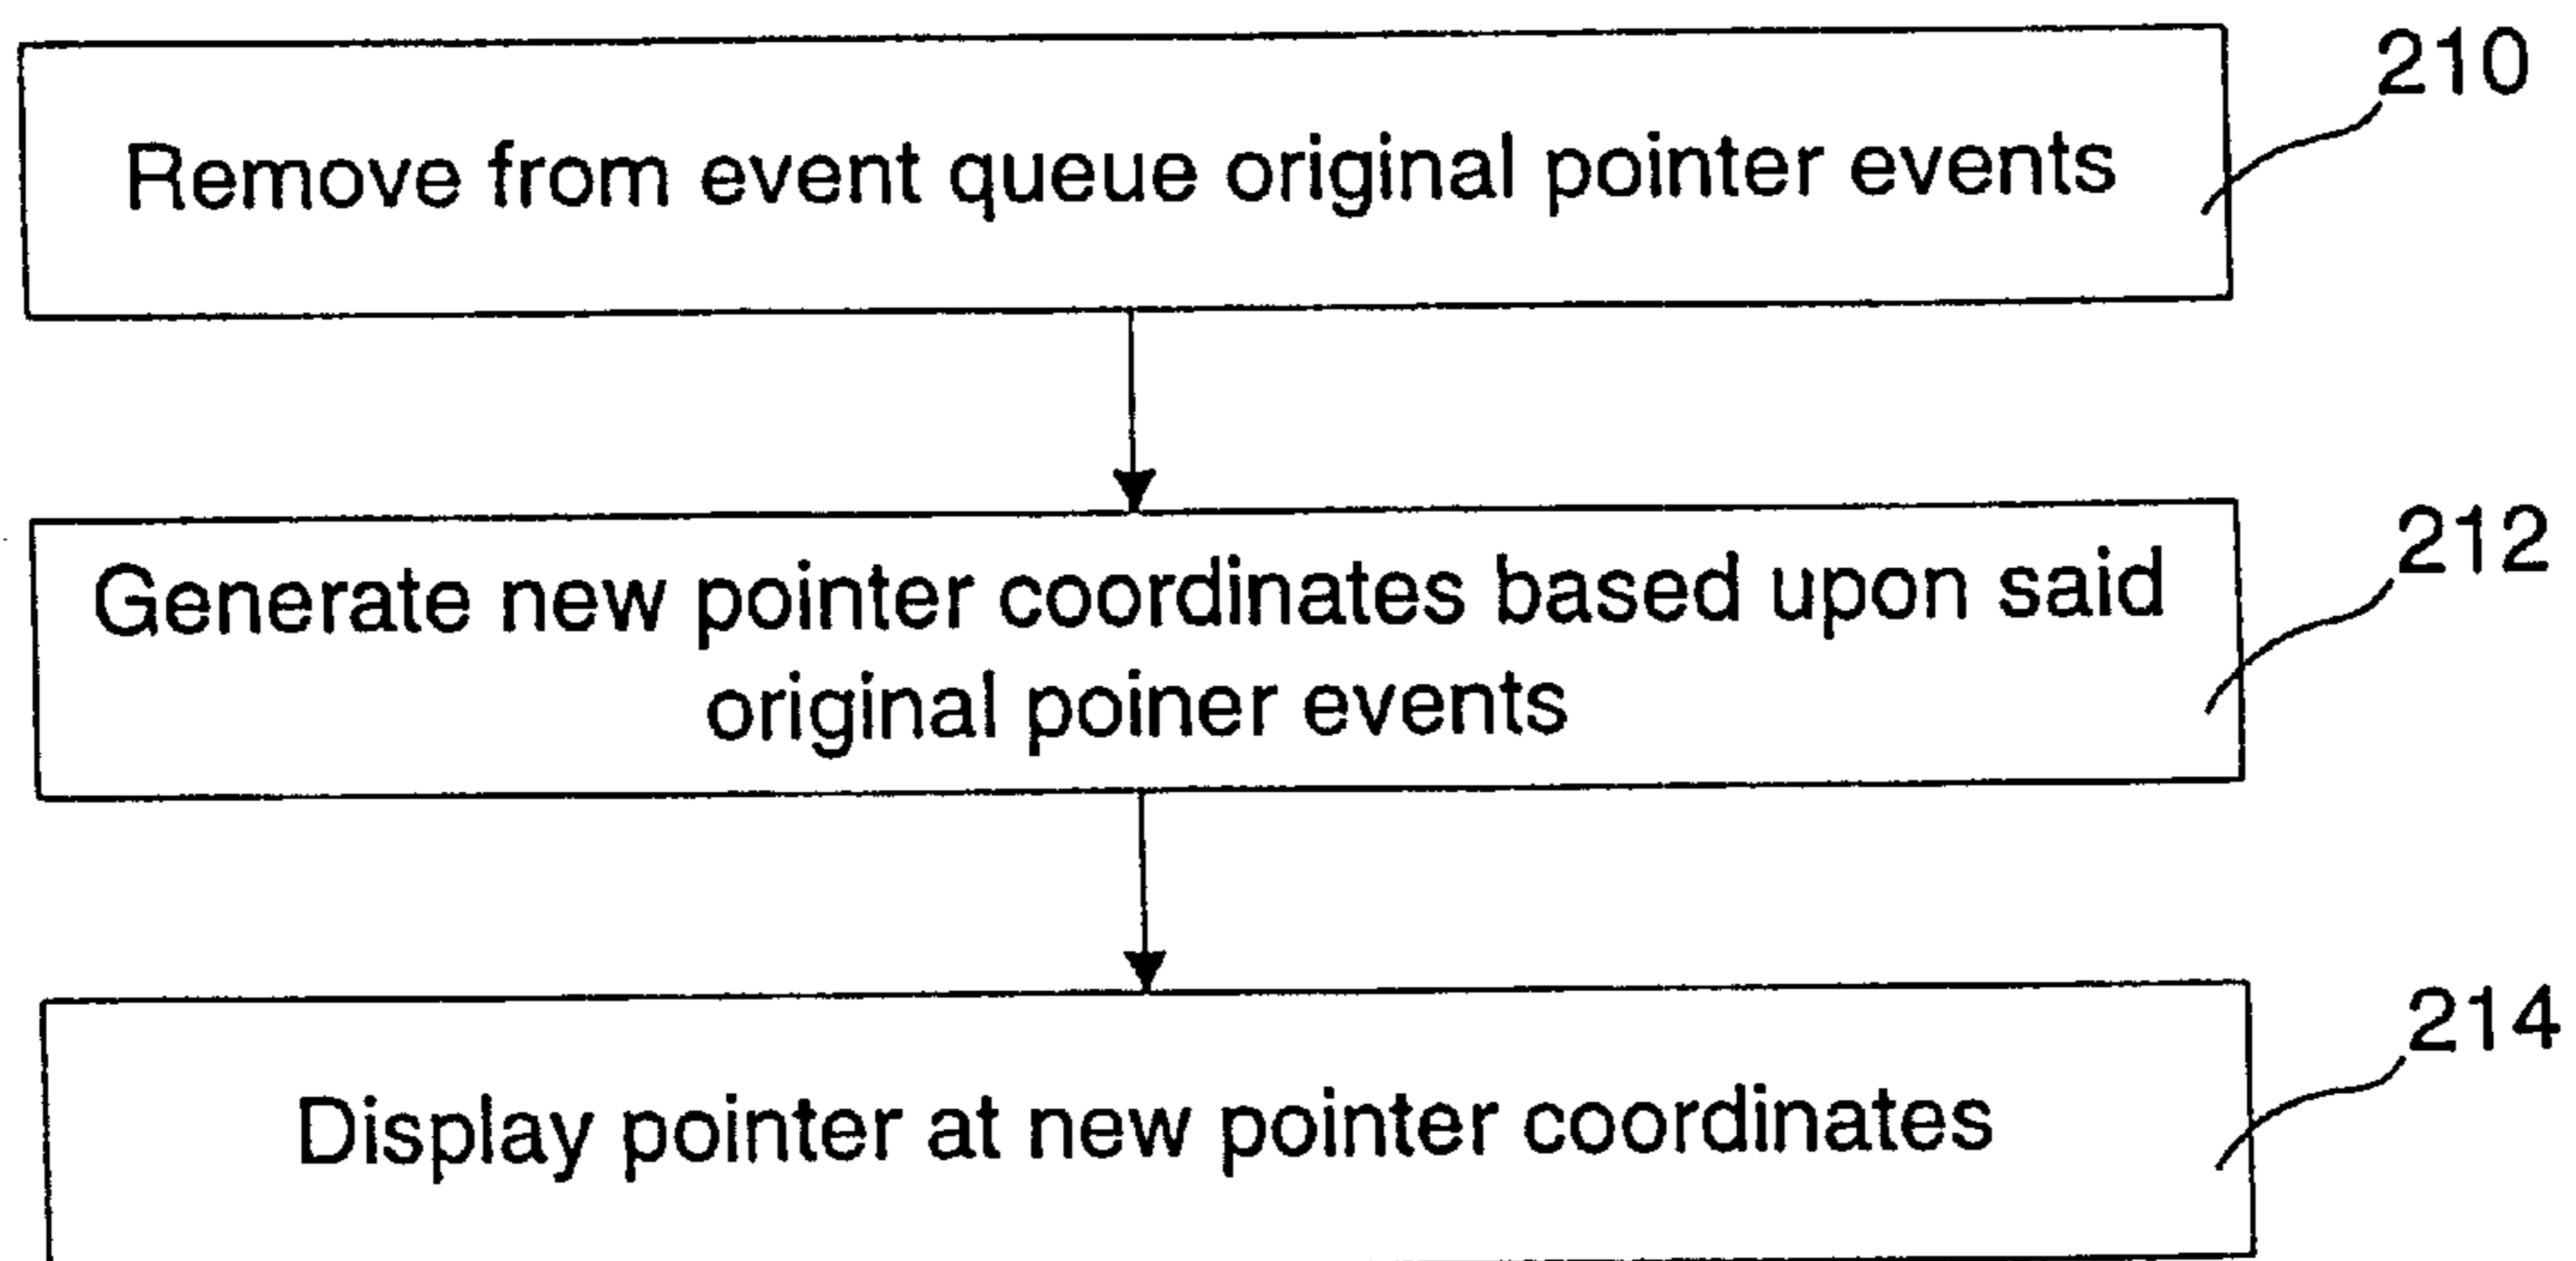 210
Remove from event queue original pointer events
212
Generate new pointer coordinates based upon said
original poiner events
214
Display pointer at new pointer coordinates